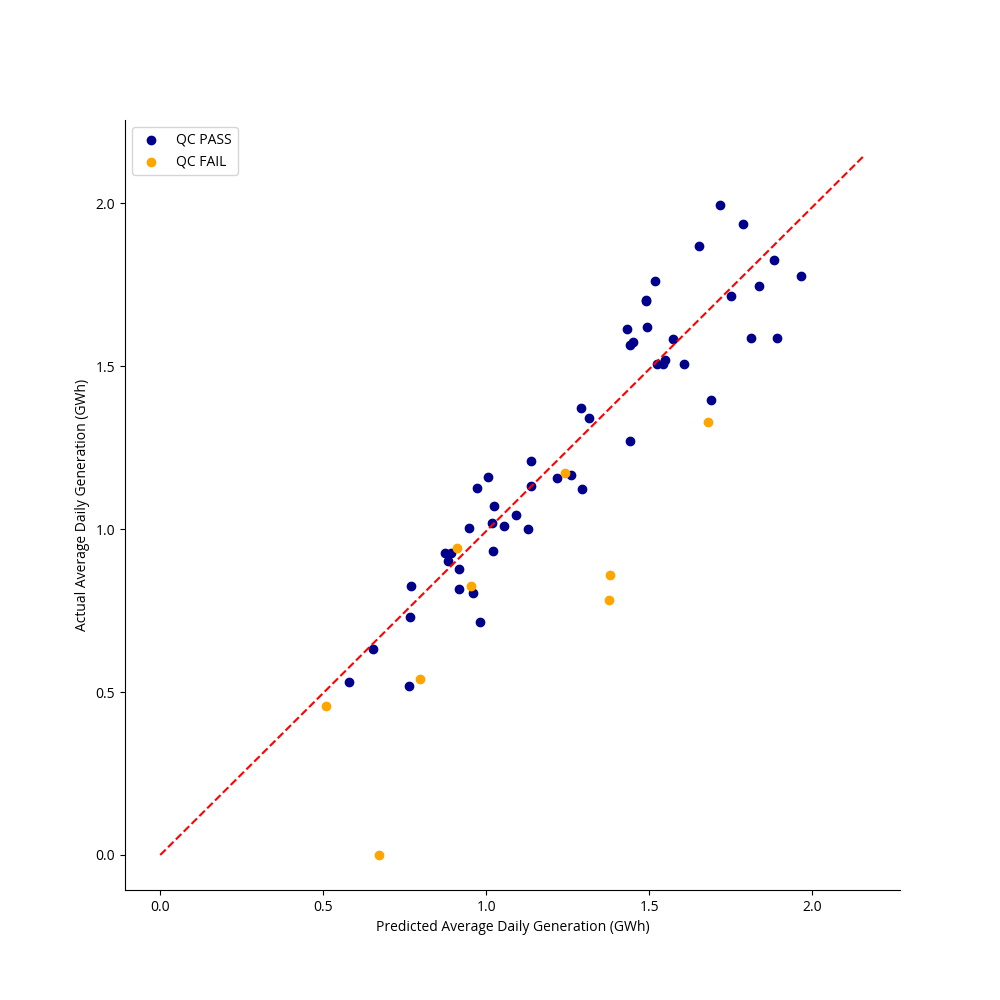 QC PASS
QC FAIL
2.0
1.5
1.0
0.5
0.0
Actual Average Daily Generation (GWh)
0.0 0.5 1.0 1.5 2.0
Predicted Average Daily Generation (GWh)